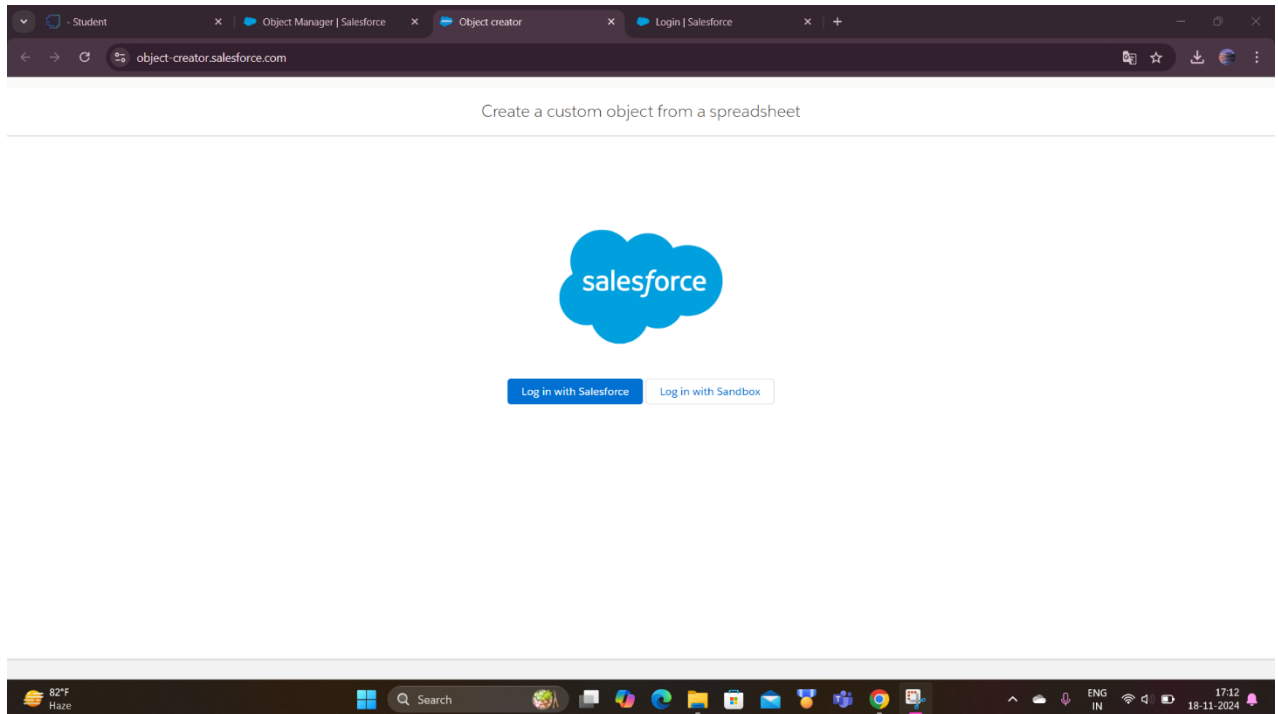 - Student
Object Manager | Salesforce
Object creator
Login | Salesforce
object-creator.salesforce.com
Create a custom object from a spreadsheet
salesforce
Log in with Salesforce
Log in with Sandbox
82°F
Haze
Search
ENG
IN
17:12
18-11-2024